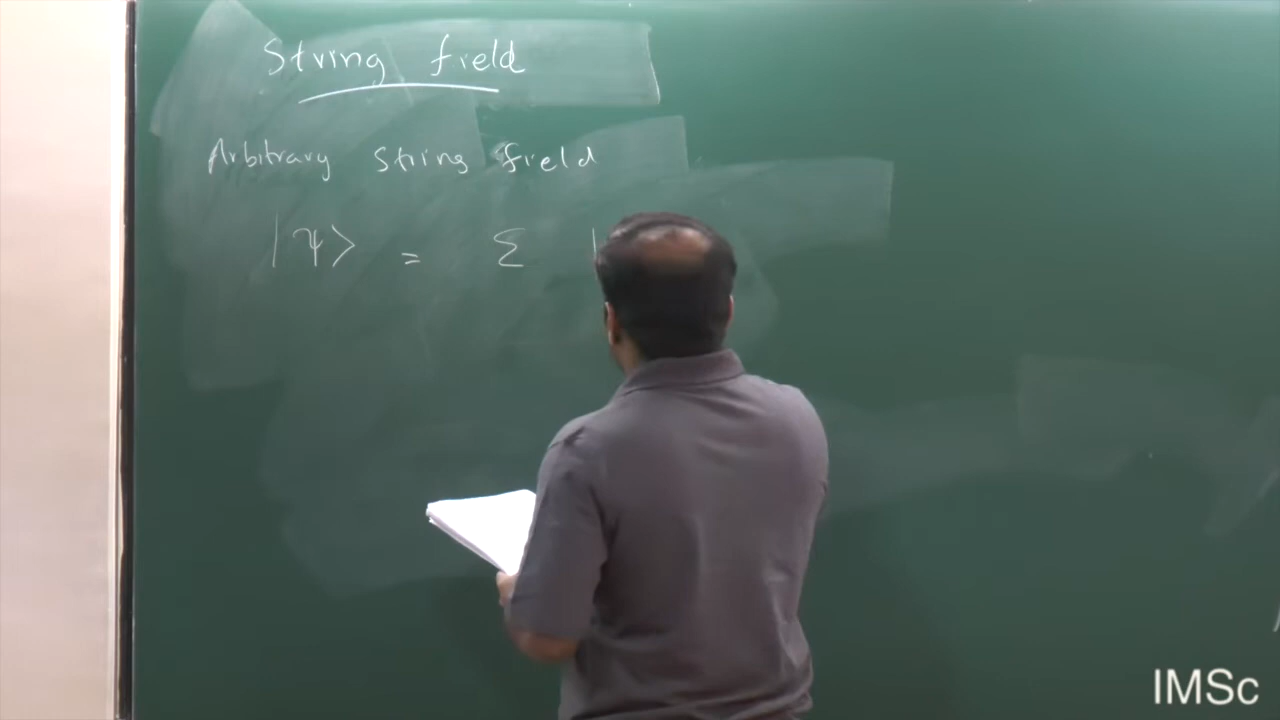 String field
Arbitrary string field
|Ψ⟩ = Σ |
IMSc